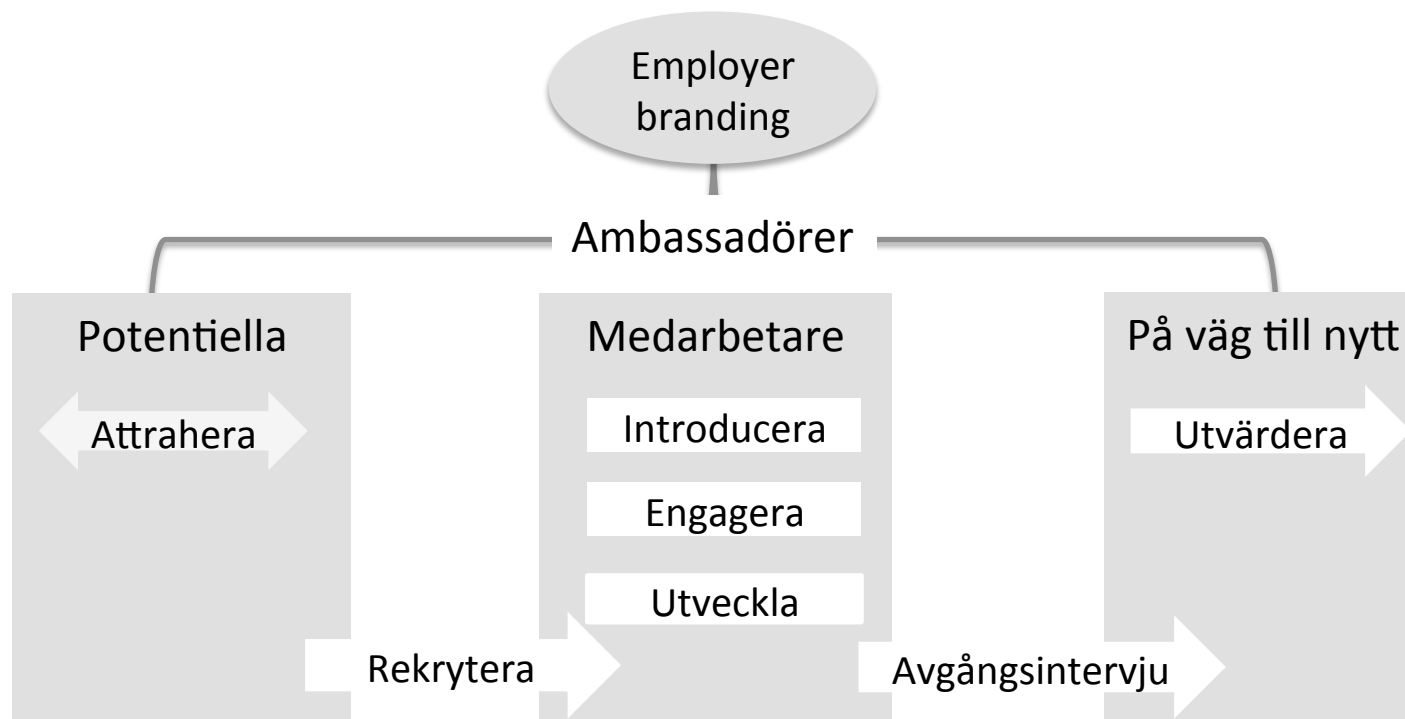 Employer
branding
Ambassadörer
Potentiella
Attrahera
Rekrytera
Medarbetare
Introducera
Engagera
Utveckla
Avgångsintervju
På väg till nytt
Utvärdera